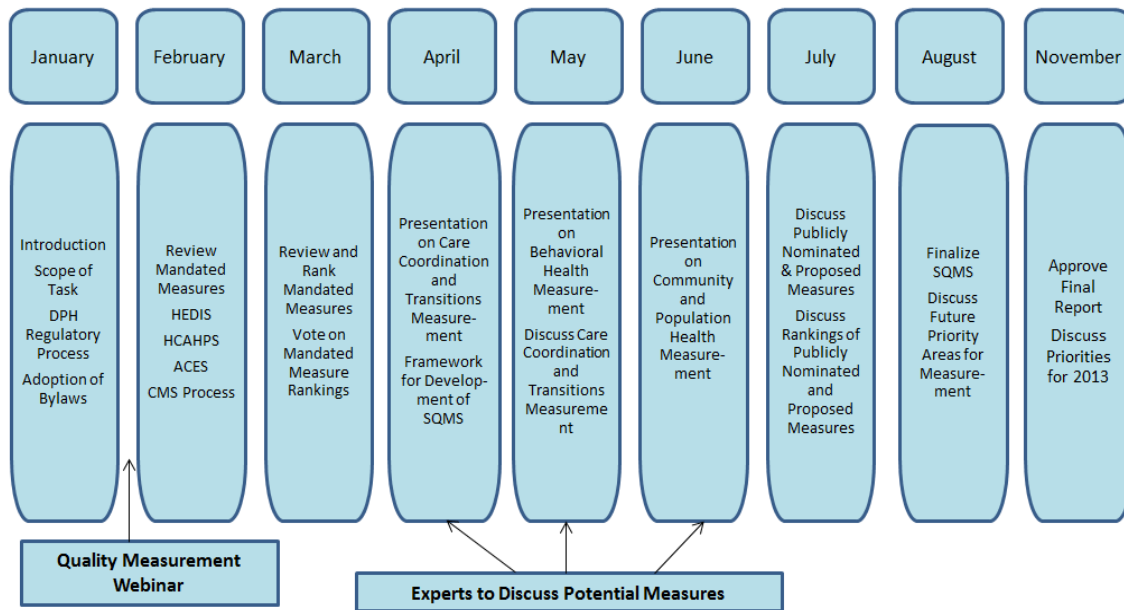 January
February
March
April
May
June
July
August
November
Introduction
Scope of
Task
DPH
Regulatory
Process
Adoption of
Bylaws
Review
Mandated
Measures
HEDIS
HCAHPS
ACES
CMS Process
Review and
Rank
Mandated
Measures
Vote on
Mandated
Measure
Rankings
Presentation
on Care
Coordination
and
Transitions
Measure-
ment
Framework
for Develop-
ment of
SQMS
Presentation
on
Behavioral
Health
Measure-
ment
Discuss Care
Coordination
and
Transitions
Measureme
nt
Presentation
on
Community
and
Population
Health
Measure-
ment
Discuss
Publicly
Nominated
& Proposed
Measures
Discuss
Rankings of
Publicly
Nominated
and
Proposed
Measures
Finalize
SQMS
Discuss
Future
Priority
Areas for
Measure-
ment
Approve
Final
Report
Discuss
Priorities
for 2013
Quality Measurement
Webinar
Experts to Discuss Potential Measures